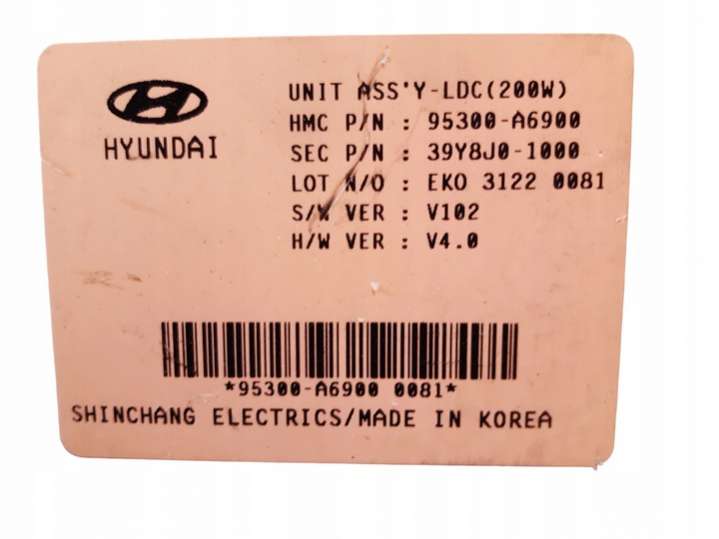 HYUNDAI
UNIT ASS'Y-LDC(200W)
HMC P/N : 95300-A6900
SEC P/N : 39Y8J0-1000
LOT N/O : EKO 3122 0081
S/W VER : V102
H/W VER : V4.0
*95300-A6900 0081*
SHINCHANG ELECTRICS/MADE IN KOREA